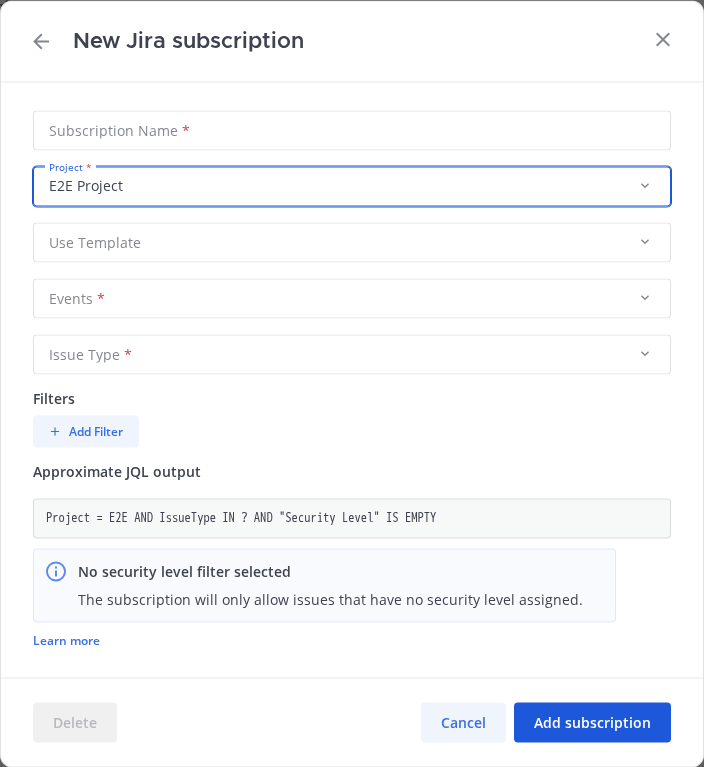 New Jira subscription
Subscription Name *
Project *
E2E Project
Use Template
Events *
Issue Type *
Filters
+ Add Filter
Approximate JQL output
Project = E2E AND IssueType IN ? AND "Security Level" IS EMPTY
No security level filter selected
The subscription will only allow issues that have no security level assigned.
Learn more
Delete
Cancel
Add subscription